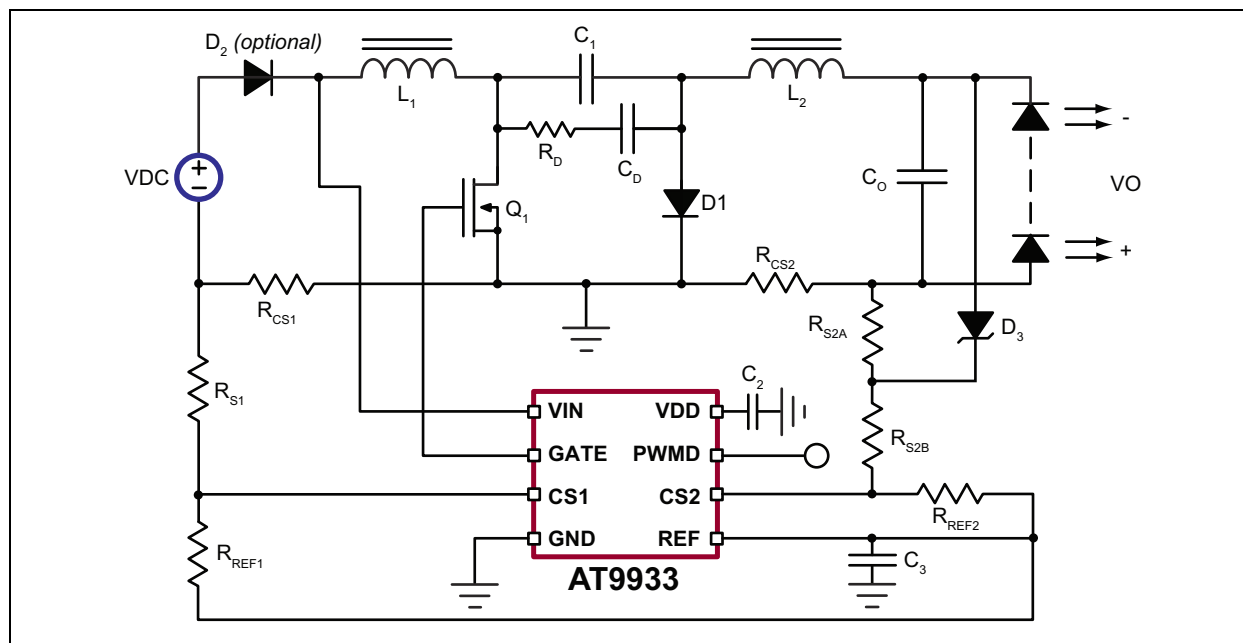 D2 (optional)
C1
L1
L2
RD
CD
VDC
+
−
Q1
D1
CO
-
VO
+
RCS2
RCS1
RS2A
D3
RS1
C2
VIN
VDD
RS2B
GATE
PWMD
CS1
CS2
RREF2
GND
REF
RREF1
C3
AT9933